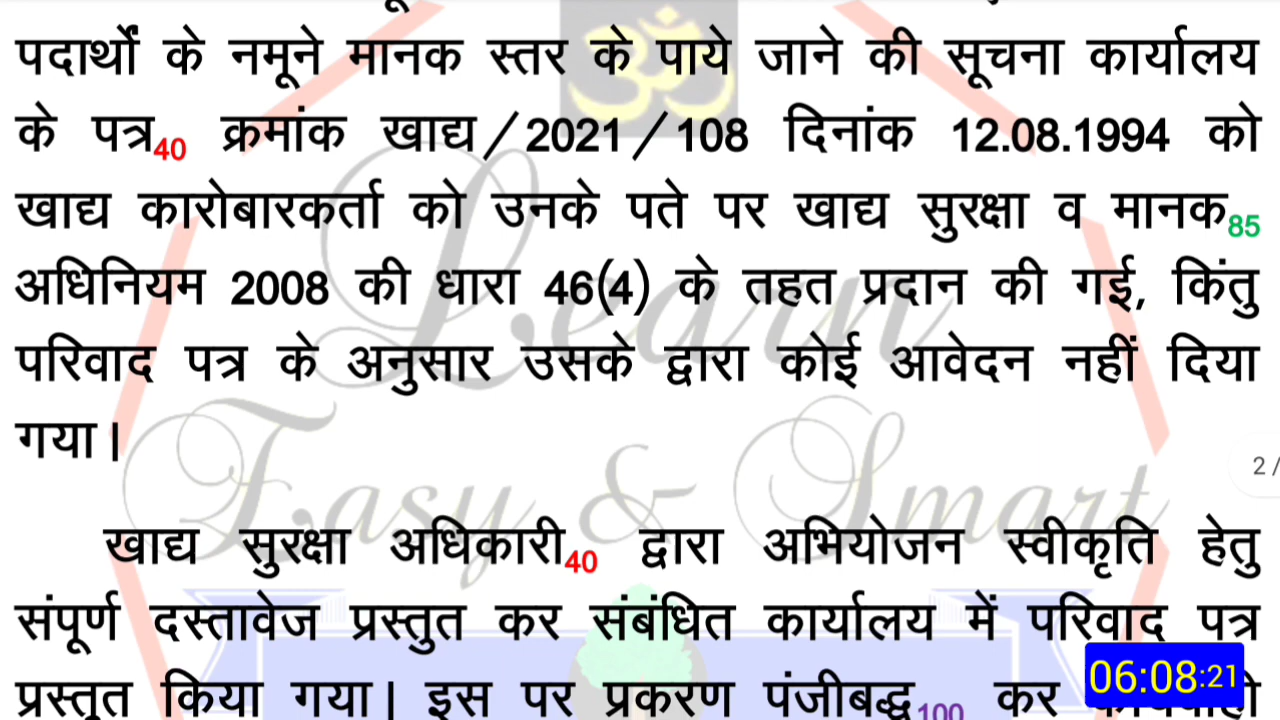 पदार्थों के नमूने मानक स्तर के पाये जाने की सूचना कार्यालय
के पत्र40 क्रमांक खाद्य/2021/108 दिनांक 12.08.1994 को
खाद्य कारोबारकर्ता को उनके पते पर खाद्य सुरक्षा व मानक85
अधिनियम 2008 की धारा 46(4) के तहत प्रदान की गई, किंतु
परिवाद पत्र के अनुसार उसके द्वारा कोई आवेदन नहीं दिया
गया।
2/
खाद्य सुरक्षा अधिकारी40 द्वारा अभियोजन स्वीकृति हेतु
संपूर्ण दस्तावेज प्रस्तुत कर संबंधित कार्यालय में परिवाद पत्र
प्रस्तुत किया गया। इस पर प्रकरण पंजीबद्ध100 कर
06:08:21
ॐ
Learn
Easy & Smart